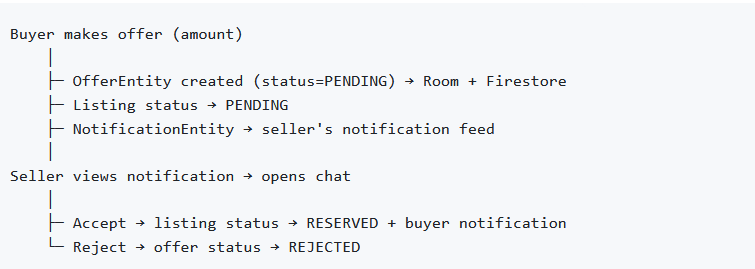 Buyer makes offer (amount)
│
├─ OfferEntity created (status=PENDING) → Room + Firestore
├─ Listing status → PENDING
├─ NotificationEntity → seller's notification feed
│
Seller views notification → opens chat
│
├─ Accept → listing status → RESERVED + buyer notification
└─ Reject → offer status → REJECTED